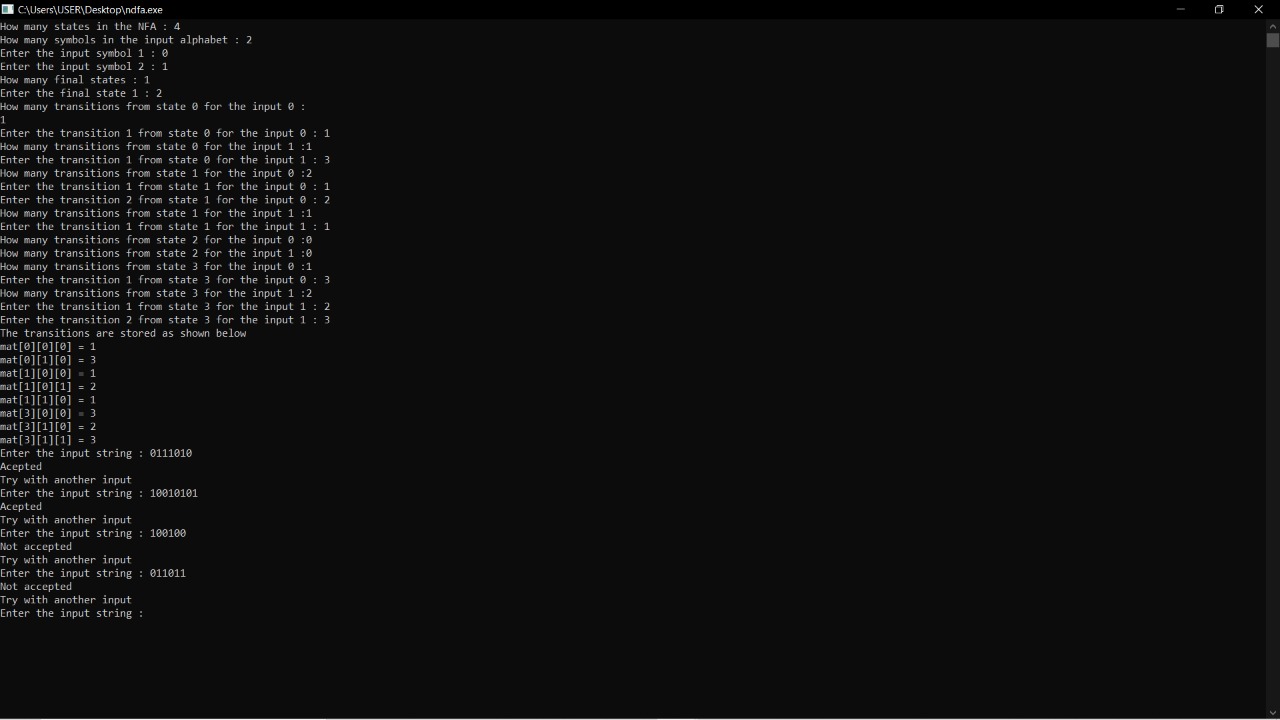 C:\Users\USER\Desktop\ndfa.exe
How many states in the NFA : 4
How many symbols in the input alphabet : 2
Enter the input symbol 1 : 0
Enter the input symbol 2 : 1
How many final states : 1
Enter the final state 1 : 2
How many transitions from state 0 for the input 0 :
1
Enter the transition 1 from state 0 for the input 0 : 1
How many transitions from state 0 for the input 1 :1
Enter the transition 1 from state 0 for the input 1 : 3
How many transitions from state 1 for the input 0 :2
Enter the transition 1 from state 1 for the input 0 : 1
Enter the transition 2 from state 1 for the input 0 : 2
How many transitions from state 1 for the input 1 :1
Enter the transition 1 from state 1 for the input 1 : 1
How many transitions from state 2 for the input 0 :0
How many transitions from state 2 for the input 1 :0
How many transitions from state 3 for the input 0 :1
Enter the transition 1 from state 3 for the input 0 : 3
How many transitions from state 3 for the input 1 :2
Enter the transition 1 from state 3 for the input 1 : 2
Enter the transition 2 from state 3 for the input 1 : 3
The transitions are stored as shown below
mat[0][0][0] = 1
mat[0][1][0] = 3
mat[1][0][0] = 1
mat[1][0][1] = 2
mat[1][1][0] = 1
mat[3][0][0] = 3
mat[3][1][0] = 2
mat[3][1][1] = 3
Enter the input string : 0111010
Acepted
Try with another input
Enter the input string : 10010101
Acepted
Try with another input
Enter the input string : 100100
Not accepted
Try with another input
Enter the input string : 011011
Not accepted
Try with another input
Enter the input string :